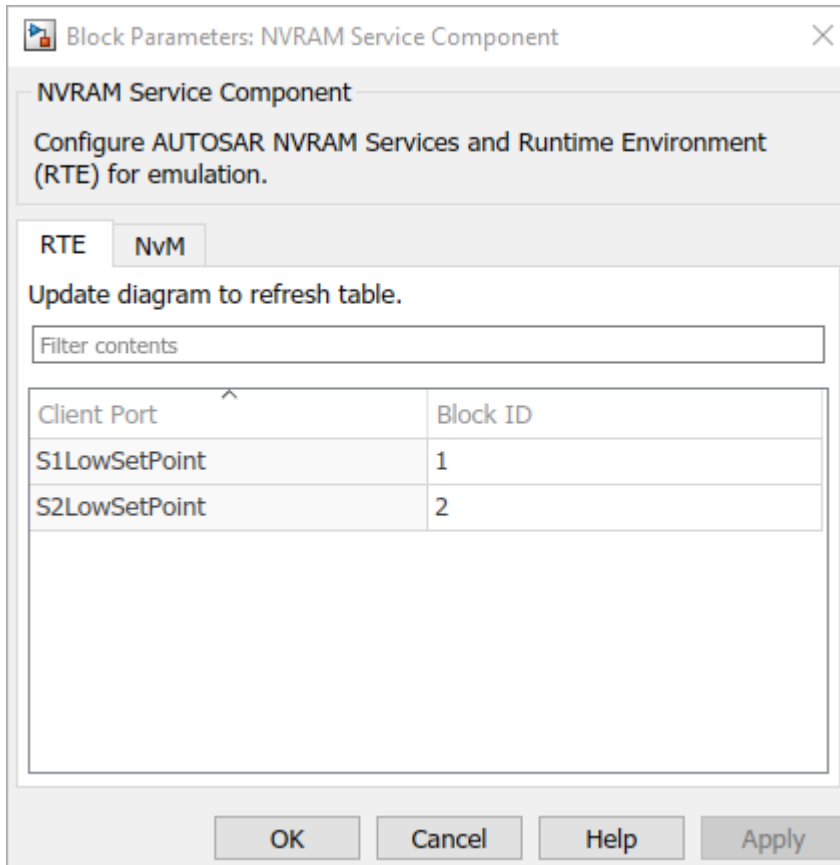 Block Parameters: NVRAM Service Component
NVRAM Service Component
Configure AUTOSAR NVRAM Services and Runtime Environment
(RTE) for emulation.
RTE NvM
Update diagram to refresh table.
Filter contents
Client Port Block ID
S1LowSetPoint 1
S2LowSetPoint 2
OK Cancel Help Apply